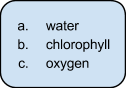 a. water
b. chlorophyll
c. oxygen